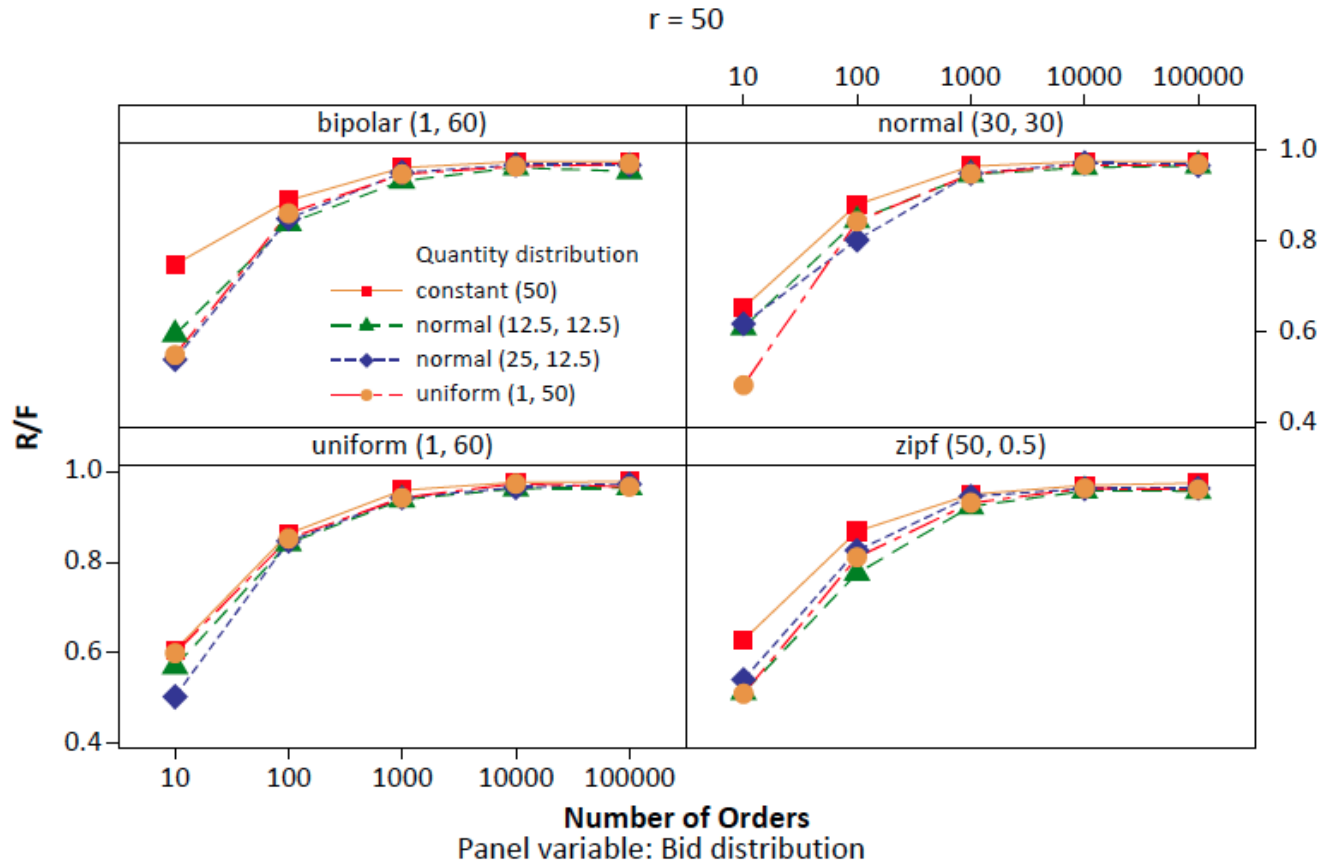 r = 50
10 100 1000 10000 100000
bipolar (1, 60) normal (30, 30)
1.0
0.8
0.6
0.4
Quantity distribution
constant (50)
normal (12.5, 12.5)
normal (25, 12.5)
uniform (1, 50)
R/F
uniform (1, 60) zipf (50, 0.5)
1.0
0.8
0.6
0.4
10 100 1000 10000 100000
Number of Orders
Panel variable: Bid distribution